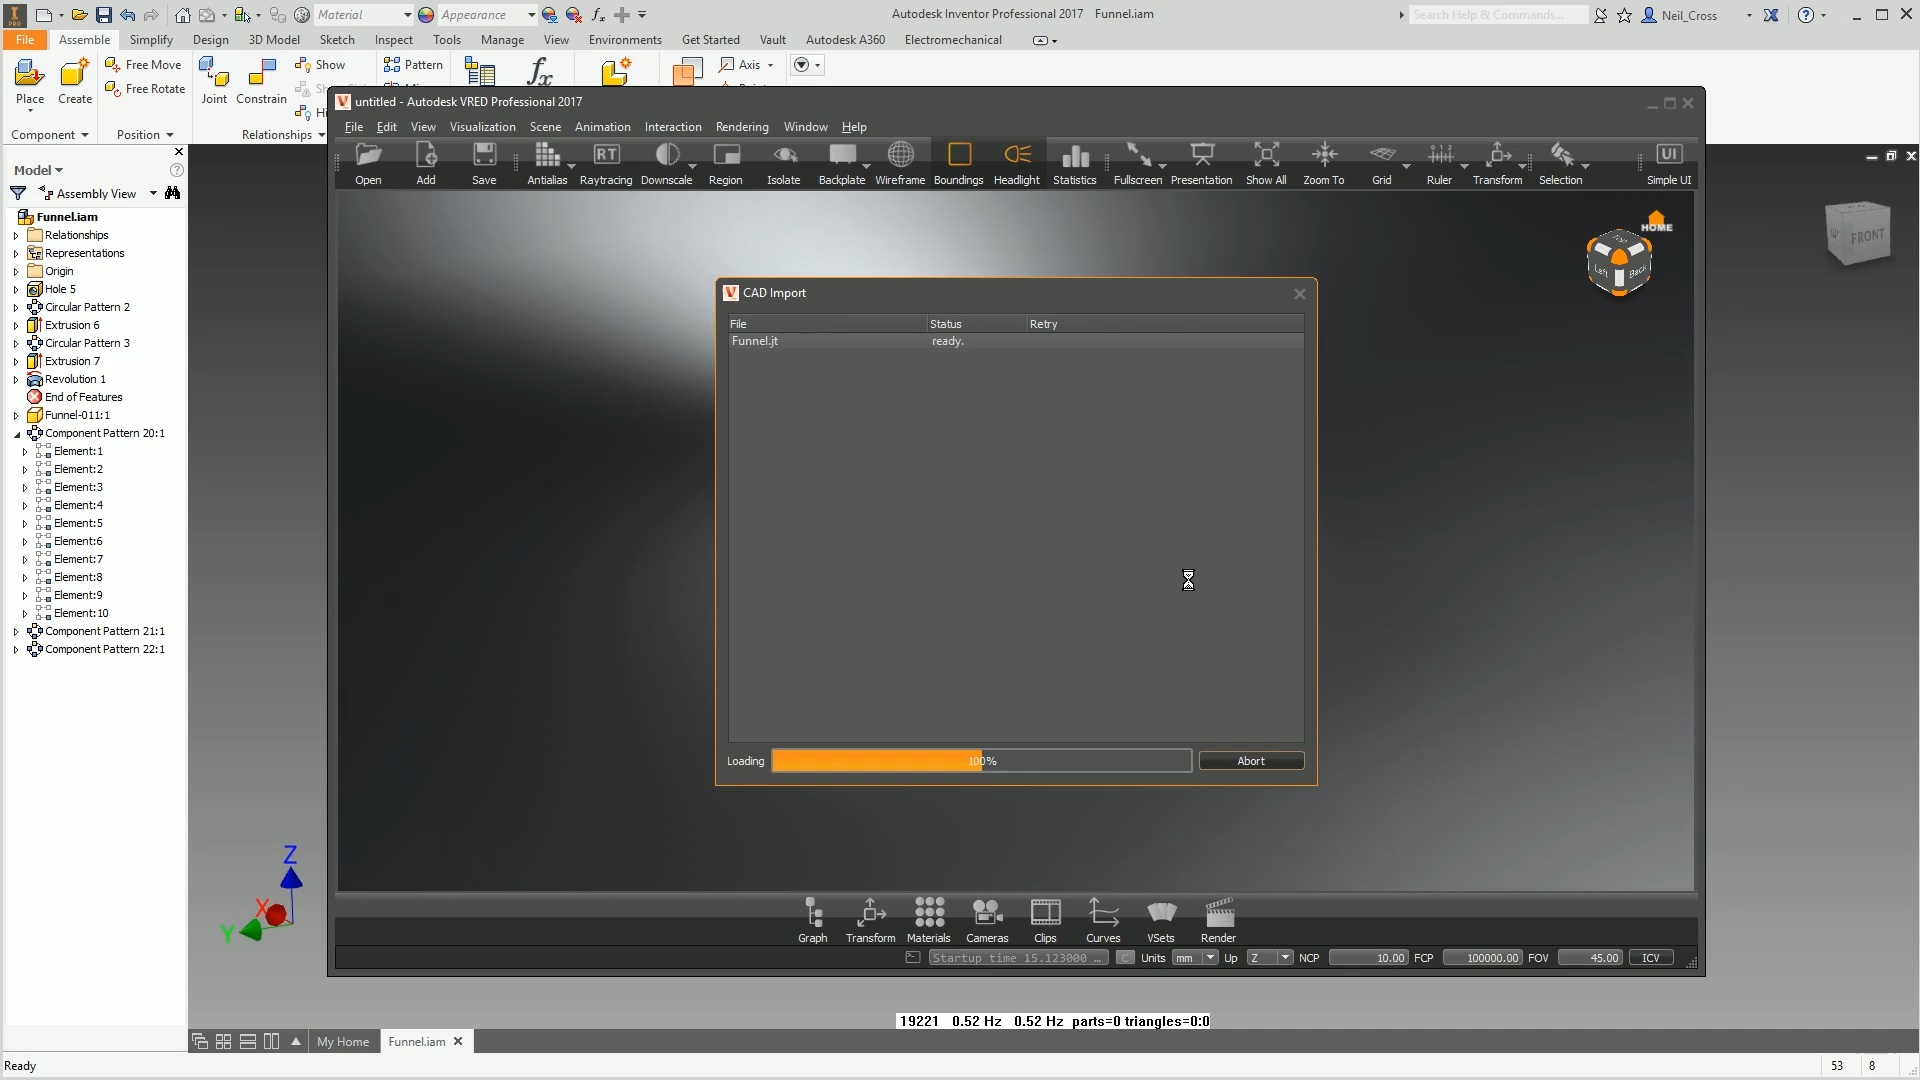 PRO
Material
Appearance
Autodesk Inventor Professional 2017 Funnel.iam
Search Help & Commands...
Neil_Cross
File Assemble Simplify Design 3D Model Sketch Inspect Tools Manage View Environments Get Started Vault Autodesk A360 Electromechanical
Place
Create
Free Move
Free Rotate
Joint
Constrain
Show
Pattern
fx
Axis
Component
Position
Relationships
untitled - Autodesk VRED Professional 2017
File Edit View Visualization Scene Animation Interaction Rendering Window Help
Open Add Save Antialias Raytracing Downscale Region Isolate Backplate Wireframe Boundings Headlight Statistics Fullscreen Presentation Show All Zoom To Grid Ruler Transform Selection Simple UI
RT
UI
Model
Assembly View
Funnel.iam
Relationships
Representations
Origin
Hole 5
Circular Pattern 2
Extrusion 6
Circular Pattern 3
Extrusion 7
Revolution 1
End of Features
Funnel-011:1
Component Pattern 20:1
Element:1
Element:2
Element:3
Element:4
Element:5
Element:6
Element:7
Element:8
Element:9
Element:10
Component Pattern 21:1
Component Pattern 22:1
HOME
TOP
Left
Back
FRONT
CAD Import
File Status Retry
Funnel.jt ready.
Loading 100% Abort
Z
X
Y
Graph Transform Materials Cameras Clips Curves VSets Render
Startup time 15.123000 ... C Units mm Up Z NCP 10.00 FCP 100000.00 FOV 45.00 ICV
19221 0.52 Hz 0.52 Hz parts=0 triangles=0:0
My Home Funnel.iam
Ready 53 8